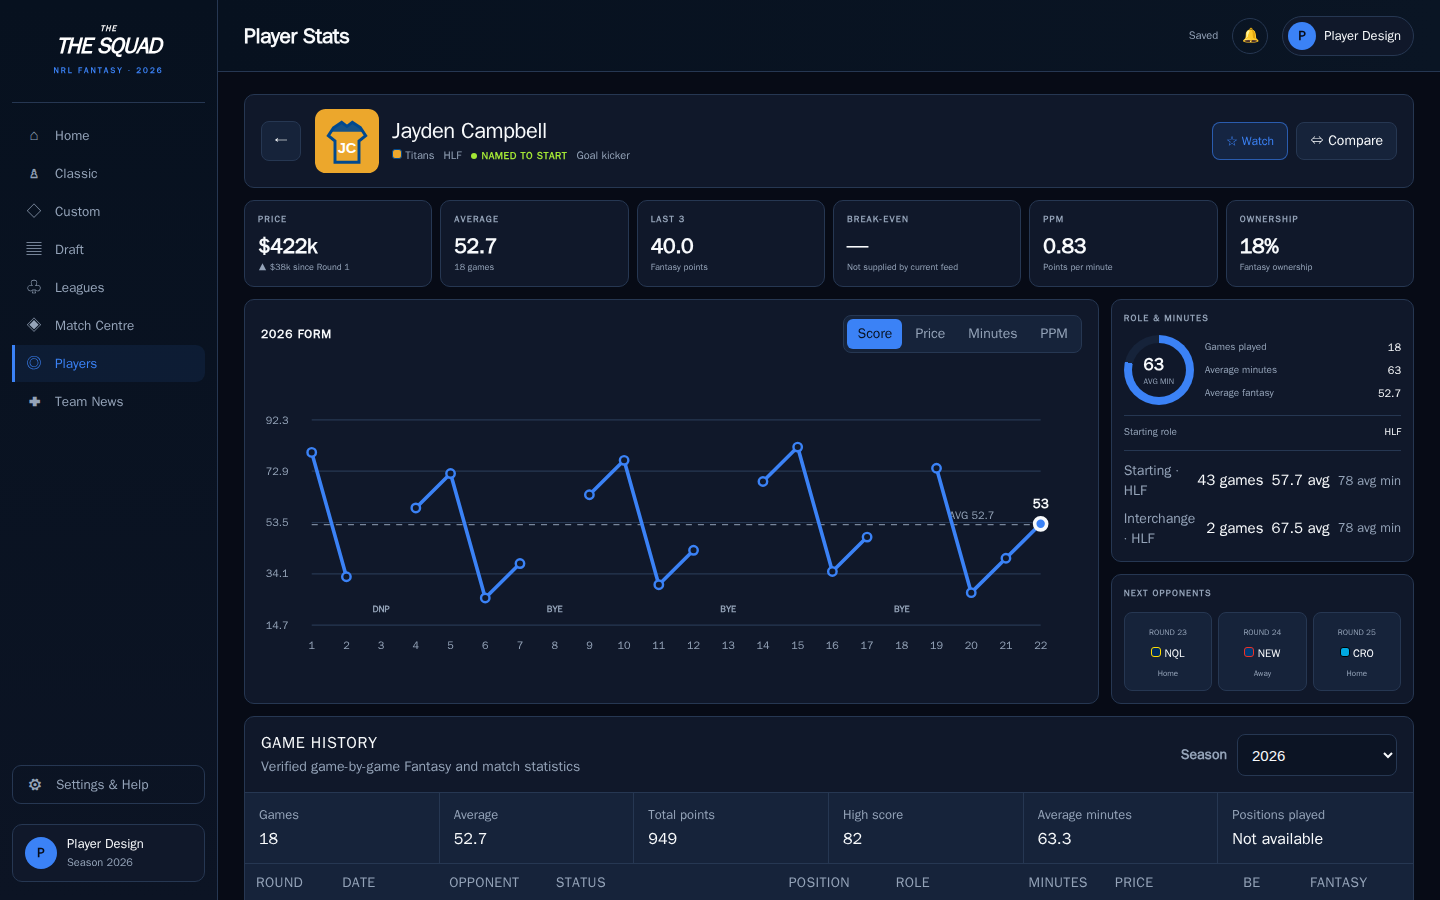 THE
THE SQUAD
NRL FANTASY · 2026
Home
Classic
Custom
Draft
Leagues
Match Centre
Players
Team News
Settings & Help
P
Player Design
Season 2026
Player Stats
Saved
P
Player Design
←
JC
Jayden Campbell
Titans HLF ● NAMED TO START Goal kicker
☆ Watch
⇔ Compare
PRICE
$422k
▲ $38k since Round 1
AVERAGE
52.7
18 games
LAST 3
40.0
Fantasy points
BREAK-EVEN
—
Not supplied by current feed
PPM
0.83
Points per minute
OWNERSHIP
18%
Fantasy ownership
2026 FORM
Score Price Minutes PPM
92.3
72.9
53.5
34.1
14.7
AVG 52.7
53
DNP BYE BYE BYE
1 2 3 4 5 6 7 8 9 10 11 12 13 14 15 16 17 18 19 20 21 22
ROLE & MINUTES
63
AVG MIN
Games played 18
Average minutes 63
Average fantasy 52.7
Starting role HLF
Starting · HLF 43 games 57.7 avg 78 avg min
Interchange · HLF 2 games 67.5 avg 78 avg min
NEXT OPPONENTS
ROUND 23
NQL
Home
ROUND 24
NEW
Away
ROUND 25
CRO
Home
GAME HISTORY
Verified game-by-game Fantasy and match statistics
Season 2026
Games
18
Average
52.7
Total points
949
High score
82
Average minutes
63.3
Positions played
Not available
ROUND DATE OPPONENT STATUS POSITION ROLE MINUTES PRICE BE FANTASY